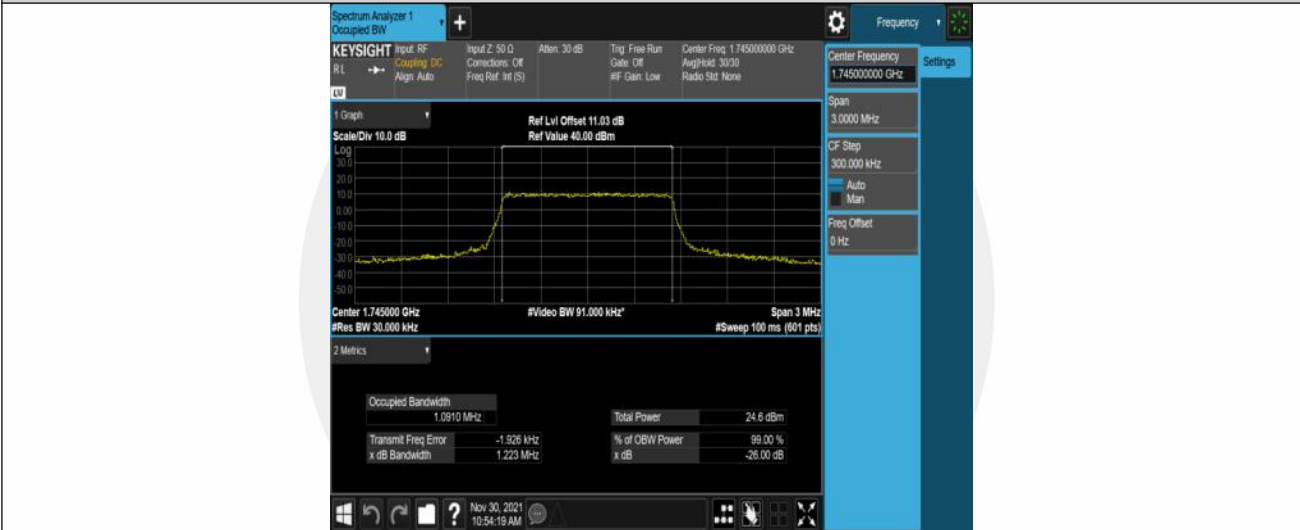 Spectrum Analyzer 1
Occupied BW
Frequency
KEYSIGHT
RL
Input: RF
Coupling: DC
Align: Auto
Input Z: 50 Ω
Corrections: Off
Freq Ref: Int (S)
Atten: 30 dB
Trig: Free Run
Gate: Off
#IF Gain: Low
Center Freq: 1.745000000 GHz
Avg|Hold: 30/30
Radio Std: None
1 Graph
Scale/Div 10.0 dB
Ref Lvl Offset 11.03 dB
Ref Value 40.00 dBm
Log
30.0
20.0
10.0
0.00
-10.0
-20.0
-30.0
-40.0
-50.0
Center 1.745000 GHz
#Res BW 30.000 kHz
#Video BW 91.000 kHz*
Span 3 MHz
#Sweep 100 ms (601 pts)
2 Metrics
Occupied Bandwidth
1.0910 MHz
Transmit Freq Error -1.926 kHz
x dB Bandwidth 1.223 MHz
Total Power 24.6 dBm
% of OBW Power 99.00 %
x dB -26.00 dB
Center Frequency
1.745000000 GHz
Settings
Span
3.0000 MHz
CF Step
300.000 kHz
Auto
Man
Freq Offset
0 Hz
?
Nov 30, 2021
10:54:19 AM